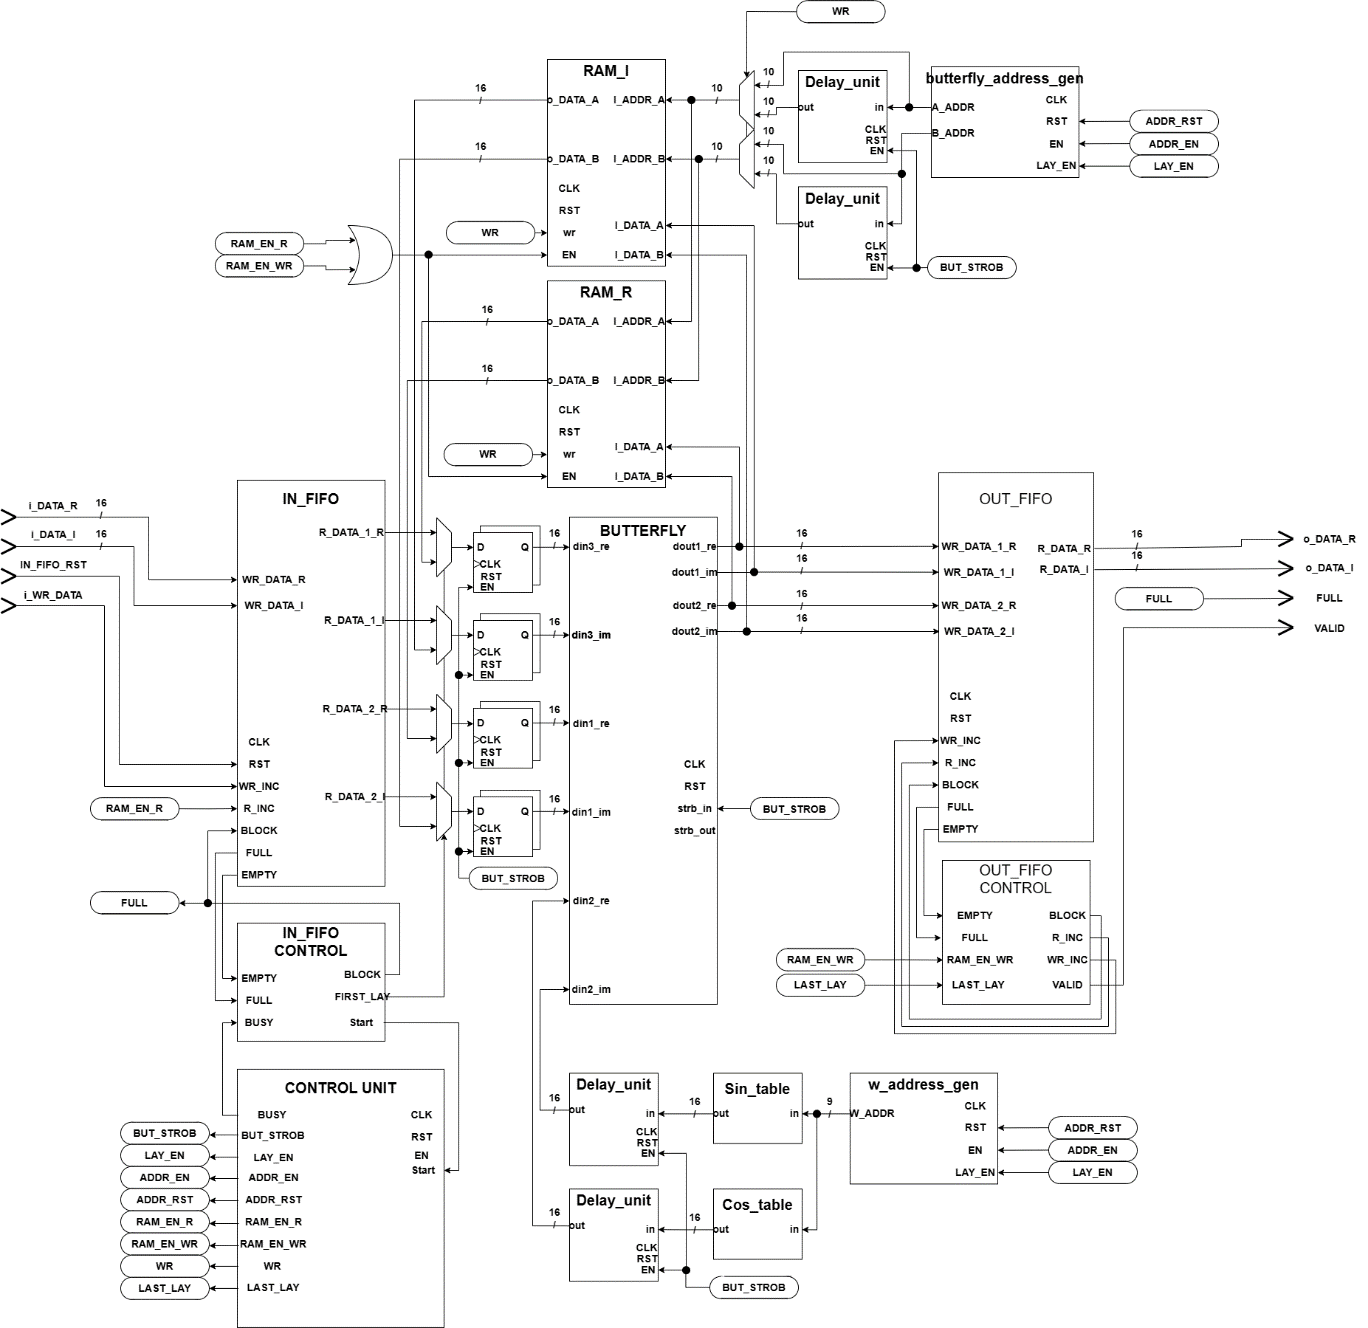 WR
RAM_I
16
o_DATA_A
I_ADDR_A
10
10
10
Delay_unit
out
in
CLK
RST
EN
butterfly_address_gen
A_ADDR
B_ADDR
CLK
RST
EN
LAY_EN
ADDR_RST
ADDR_EN
LAY_EN
16
o_DATA_B
I_ADDR_B
10
10
10
CLK
RST
wr
EN
I_DATA_A
I_DATA_B
WR
Delay_unit
out
in
CLK
RST
EN
BUT_STROB
RAM_EN_R
RAM_EN_WR
RAM_R
16
o_DATA_A
I_ADDR_A
16
o_DATA_B
I_ADDR_B
CLK
RST
wr
EN
I_DATA_A
I_DATA_B
WR
i_DATA_R
16
i_DATA_I
16
IN_FIFO_RST
i_WR_DATA
IN_FIFO
R_DATA_1_R
WR_DATA_R
WR_DATA_I
R_DATA_1_I
R_DATA_2_R
CLK
RST
WR_INC
R_INC
R_DATA_2_I
BLOCK
FULL
EMPTY
RAM_EN_R
FULL
D
Q
CLK
RST
EN
16
D
Q
CLK
RST
EN
16
D
Q
CLK
RST
EN
16
D
Q
CLK
RST
EN
16
BUT_STROB
BUTTERFLY
din3_re
dout1_re
dout1_im
dout2_re
din3_im
dout2_im
din1_re
CLK
RST
din1_im
strb_in
strb_out
din2_re
din2_im
BUT_STROB
16
16
16
16
OUT_FIFO
WR_DATA_1_R
R_DATA_R
WR_DATA_1_I
R_DATA_I
WR_DATA_2_R
WR_DATA_2_I
CLK
RST
WR_INC
R_INC
BLOCK
FULL
EMPTY
16
o_DATA_R
16
o_DATA_I
FULL
FULL
VALID
OUT_FIFO
CONTROL
EMPTY
BLOCK
FULL
R_INC
RAM_EN_WR
WR_INC
LAST_LAY
VALID
RAM_EN_WR
LAST_LAY
IN_FIFO
CONTROL
BLOCK
EMPTY
FIRST_LAY
FULL
BUSY
Start
CONTROL UNIT
BUSY
CLK
BUT_STROB
RST
LAY_EN
EN
Start
ADDR_EN
ADDR_RST
RAM_EN_R
RAM_EN_WR
WR
LAST_LAY
BUT_STROB
LAY_EN
ADDR_EN
ADDR_RST
RAM_EN_R
RAM_EN_WR
WR
LAST_LAY
16
Delay_unit
out
in
CLK
RST
EN
16
Sin_table
out
in
9
w_address_gen
W_ADDR
CLK
RST
EN
LAY_EN
ADDR_RST
ADDR_EN
LAY_EN
16
Delay_unit
out
in
CLK
RST
EN
16
Cos_table
out
in
BUT_STROB